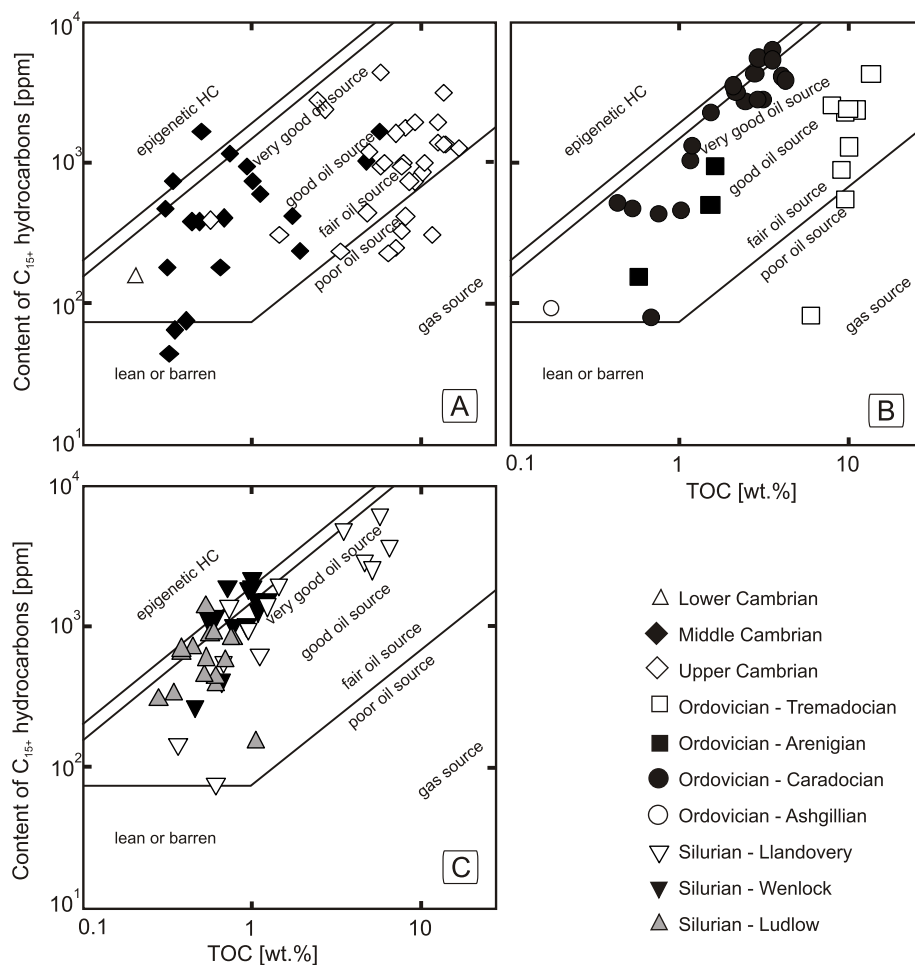 Content of C15+ hydrocarbons [ppm]
10^4
10^3
10^2
10^1
epigenetic HC
very good oil source
good oil source
fair oil source
poor oil source
gas source
lean or barren
A
epigenetic HC
very good oil source
good oil source
fair oil source
poor oil source
gas source
lean or barren
B
0.1
1
10
TOC [wt.%]
Content of C15+ hydrocarbons [ppm]
10^4
10^3
10^2
10^1
epigenetic HC
very good oil source
good oil source
fair oil source
poor oil source
gas source
lean or barren
C
0.1
1
10
TOC [wt.%]
Lower Cambrian
Middle Cambrian
Upper Cambrian
Ordovician - Tremadocian
Ordovician - Arenigian
Ordovician - Caradocian
Ordovician - Ashgillian
Silurian - Llandovery
Silurian - Wenlock
Silurian - Ludlow